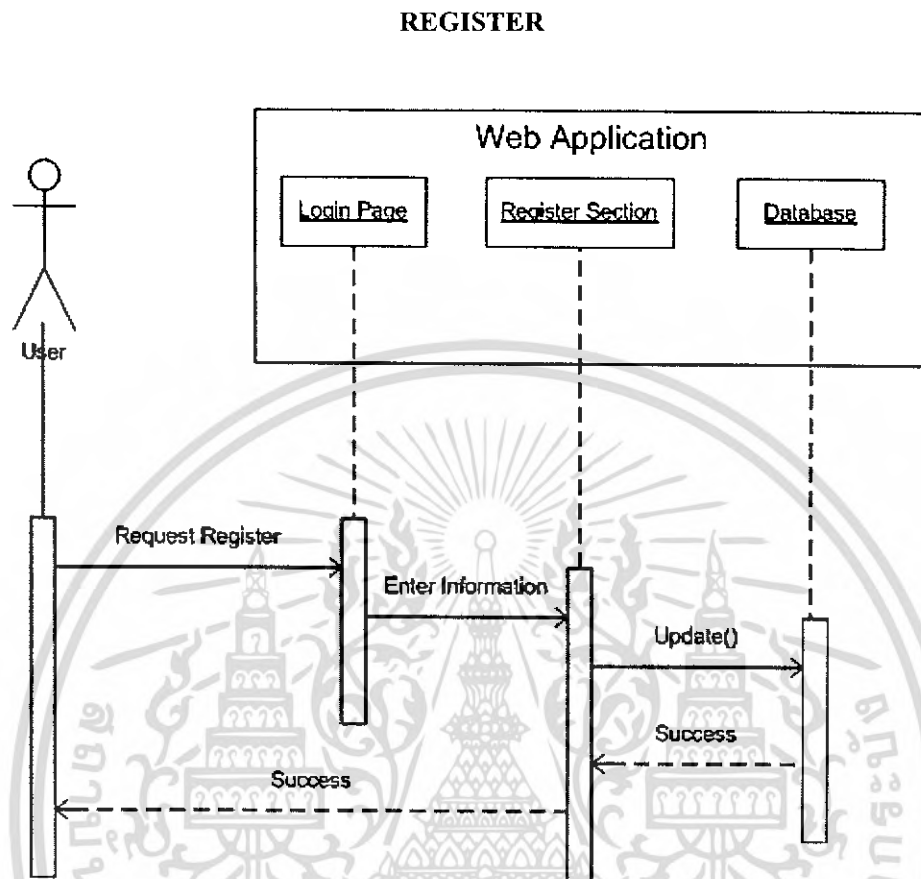 REGISTER
Web Application
Login Page
Register Section
Database
User
Request Register
Enter Information
Update()
Success
Success